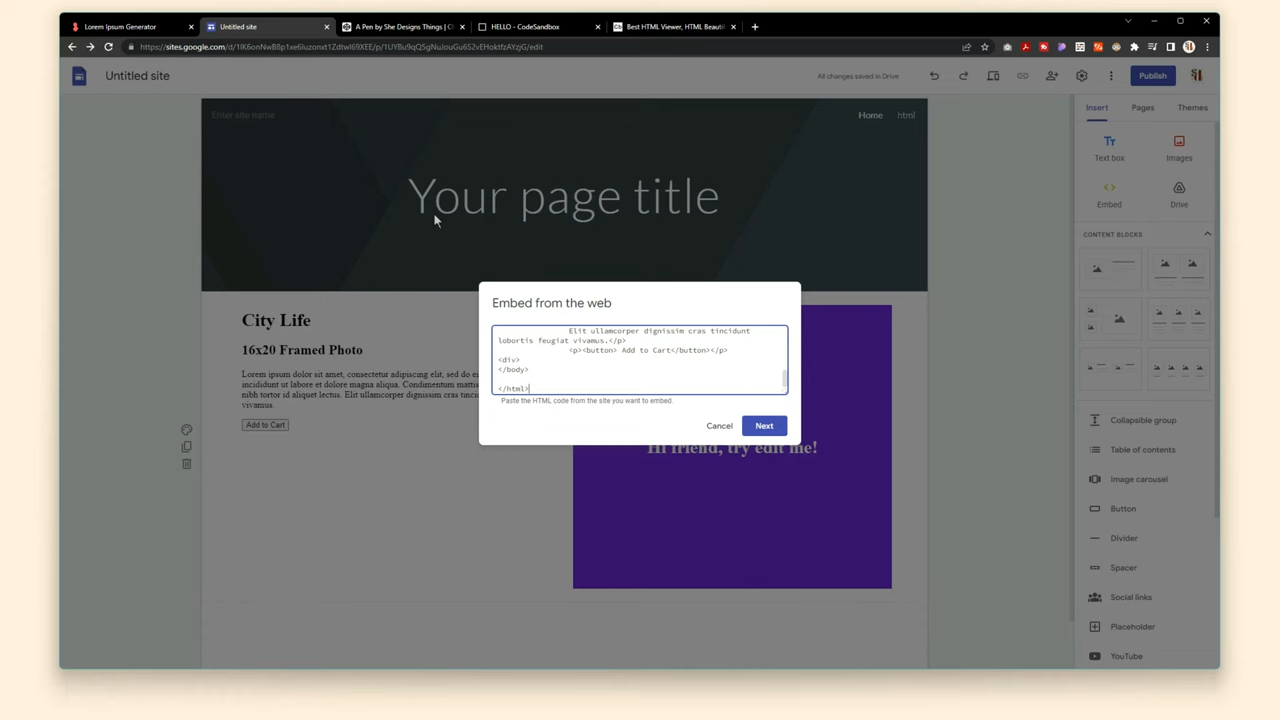 Lorem Ipsum Generator
Untitled site
A Pen by She Designs Things | C
HELLO - CodeSandbox
Best HTML Viewer, HTML Beauti
Untitled site
All changes saved in Drive
Publish
Enter site name
Home
html
Your page title
Insert
Pages
Themes
Text box
Images
Embed
Drive
CONTENT BLOCKS
Collapsible group
Table of contents
Image carousel
Button
Divider
Spacer
Social links
Placeholder
YouTube
City Life
16x20 Framed Photo
Lorem ipsum dolor sit amet, consectetur adipiscing elit, sed do
incididunt ut labore et dolore magna aliqua. Condimentum matt
nibh tortor id aliquet lectus. Elit ullamcorper dignissim cras tinc
vivamus.
Add to Cart
Hi friend, try edit me!
Embed from the web
Elit ullamcorper dignissim cras tincidunt
lobortis feugiat vivamus.</p>
<p><button> Add to Cart</button></p>
<div>
</body>
</html>
Paste the HTML code from the site you want to embed.
Cancel
Next